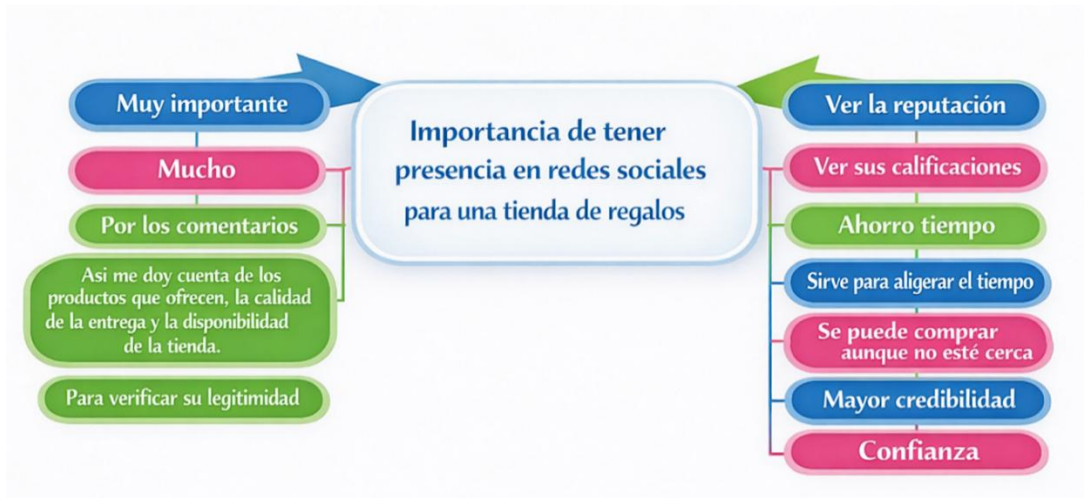 Importancia de tener
presencia en redes sociales
para una tienda de regalos
Muy importante
Mucho
Por los comentarios
Asi me doy cuenta de los
productos que ofrecen, la calidad
de la entrega y la disponibilidad
de la tienda.
Para verificar su legitimidad
Ver la reputación
Ver sus calificaciones
Ahorro tiempo
Sirve para aligerar el tiempo
Se puede comprar
aunque no esté cerca
Mayor credibilidad
Confianza